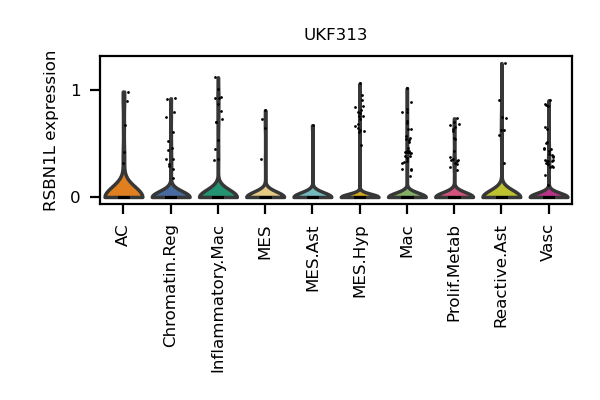 UKF313
RSBN1L expression
1
0
AC
Chromatin.Reg
Inflammatory.Mac
MES
MES.Ast
MES.Hyp
Mac
Prolif.Metab
Reactive.Ast
Vasc